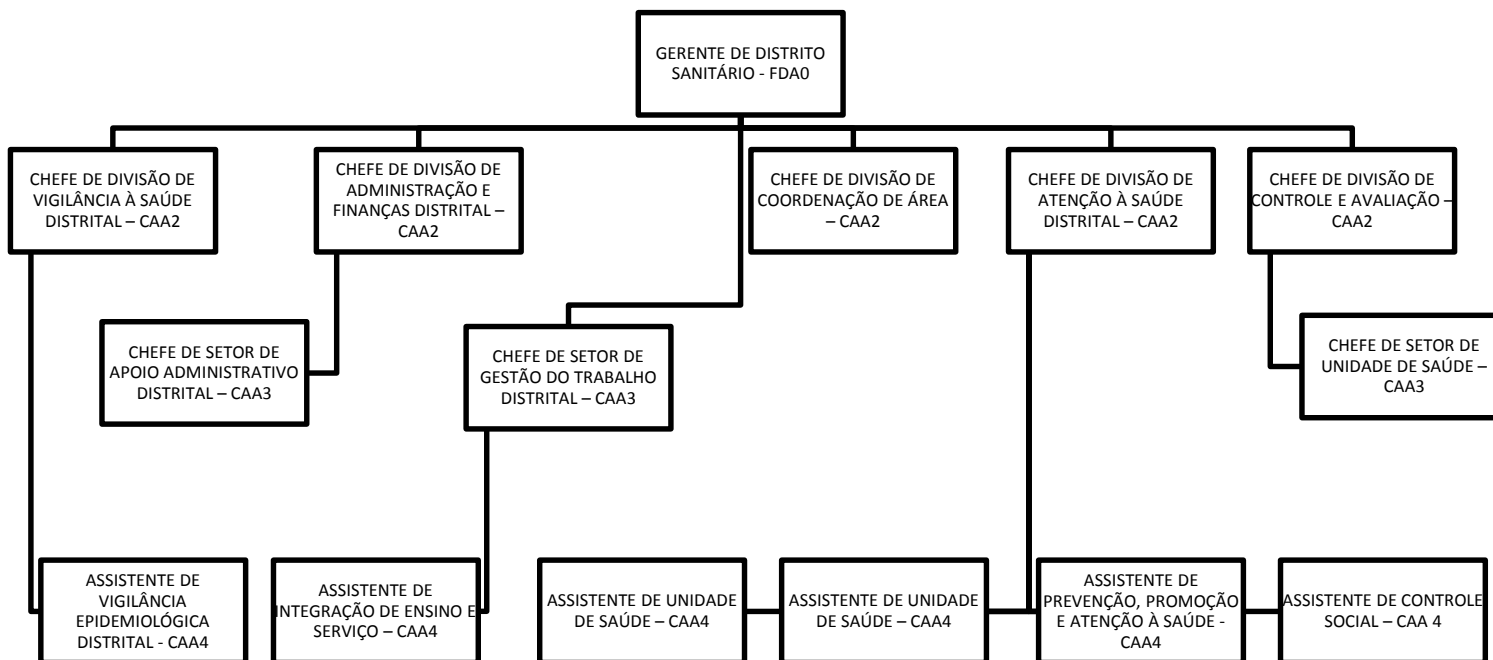 GERENTE DE DISTRITO
SANITÁRIO - FDA0
CHEFE DE DIVISÃO DE
VIGILÂNCIA À SAÚDE
DISTRITAL – CAA2
CHEFE DE DIVISÃO DE
ADMINISTRAÇÃO E
FINANÇAS DISTRITAL –
CAA2
CHEFE DE DIVISÃO DE
COORDENAÇÃO DE ÁREA
– CAA2
CHEFE DE DIVISÃO DE
ATENÇÃO À SAÚDE
DISTRITAL – CAA2
CHEFE DE DIVISÃO DE
CONTROLE E AVALIAÇÃO –
CAA2
CHEFE DE SETOR DE
APOIO ADMINISTRATIVO
DISTRITAL – CAA3
CHEFE DE SETOR DE
GESTÃO DO TRABALHO
DISTRITAL – CAA3
CHEFE DE SETOR DE
UNIDADE DE SAÚDE –
CAA3
ASSISTENTE DE
VIGILÂNCIA
EPIDEMIOLÓGICA
DISTRITAL - CAA4
ASSISTENTE DE
INTEGRAÇÃO DE ENSINO E
SERVIÇO – CAA4
ASSISTENTE DE UNIDADE
DE SAÚDE – CAA4
ASSISTENTE DE UNIDADE
DE SAÚDE – CAA4
ASSISTENTE DE
PREVENÇÃO, PROMOÇÃO
E ATENÇÃO À SAÚDE -
CAA4
ASSISTENTE DE CONTROLE
SOCIAL – CAA 4